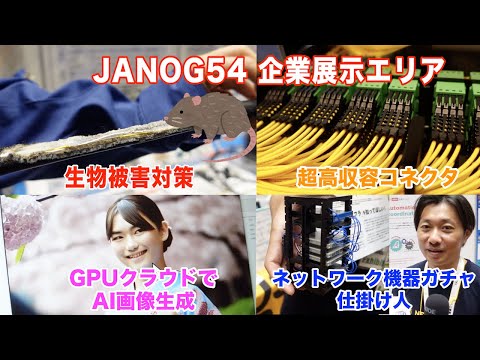 JANOG54 企業展示エリア
生物被害対策
超高収容コネクタ
GPUクラウドで
AI画像生成
ネットワーク機器ガチャ
仕掛け人